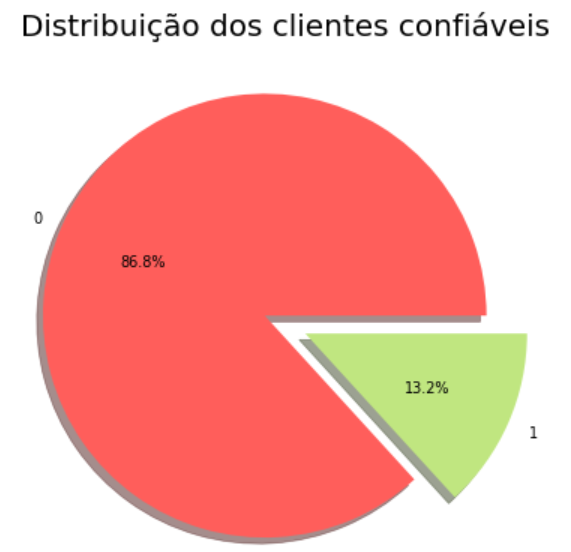 Distribuição dos clientes confiáveis
0
86.8%
13.2%
1